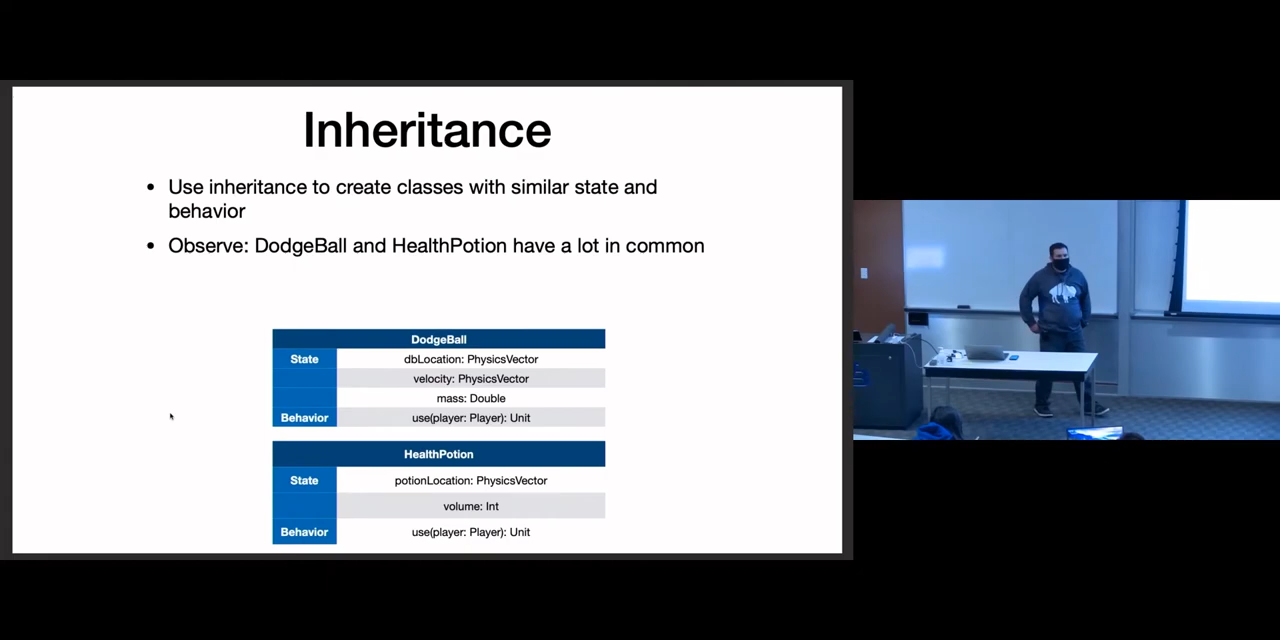 Inheritance
• Use inheritance to create classes with similar state and
behavior
• Observe: DodgeBall and HealthPotion have a lot in common
DodgeBall
State dbLocation: PhysicsVector
velocity: PhysicsVector
mass: Double
Behavior use(player: Player): Unit
HealthPotion
State potionLocation: PhysicsVector
volume: Int
Behavior use(player: Player): Unit